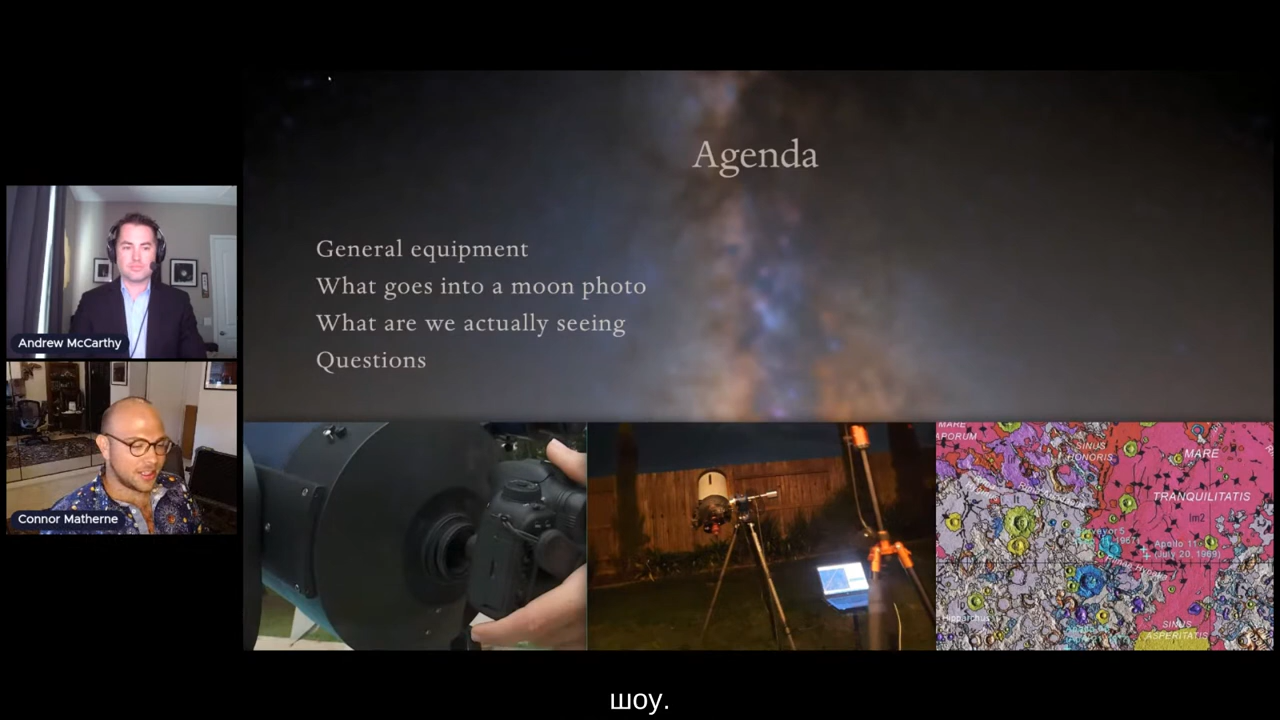 Agenda
General equipment
What goes into a moon photo
What are we actually seeing
Questions
Andrew McCarthy
Connor Matherne
MARE
SINUS
HONORIS
MARE
TRANQUILITATIS
Im2
Apollo 11
(July 20, 1969)
SINUS
ASPERITATIS
шоу.